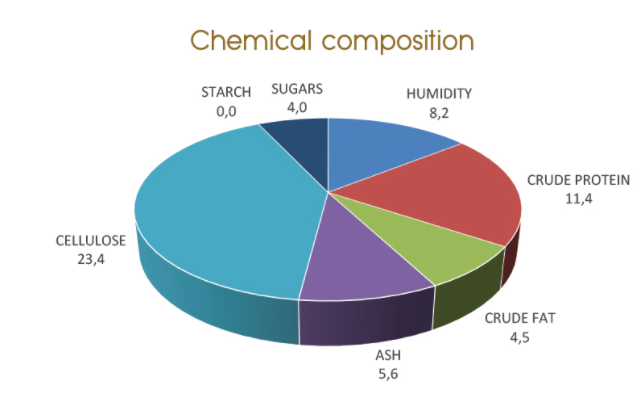 Chemical composition
STARCH
0,0
SUGARS
4,0
HUMIDITY
8,2
CRUDE PROTEIN
11,4
CRUDE FAT
4,5
ASH
5,6
CELLULOSE
23,4